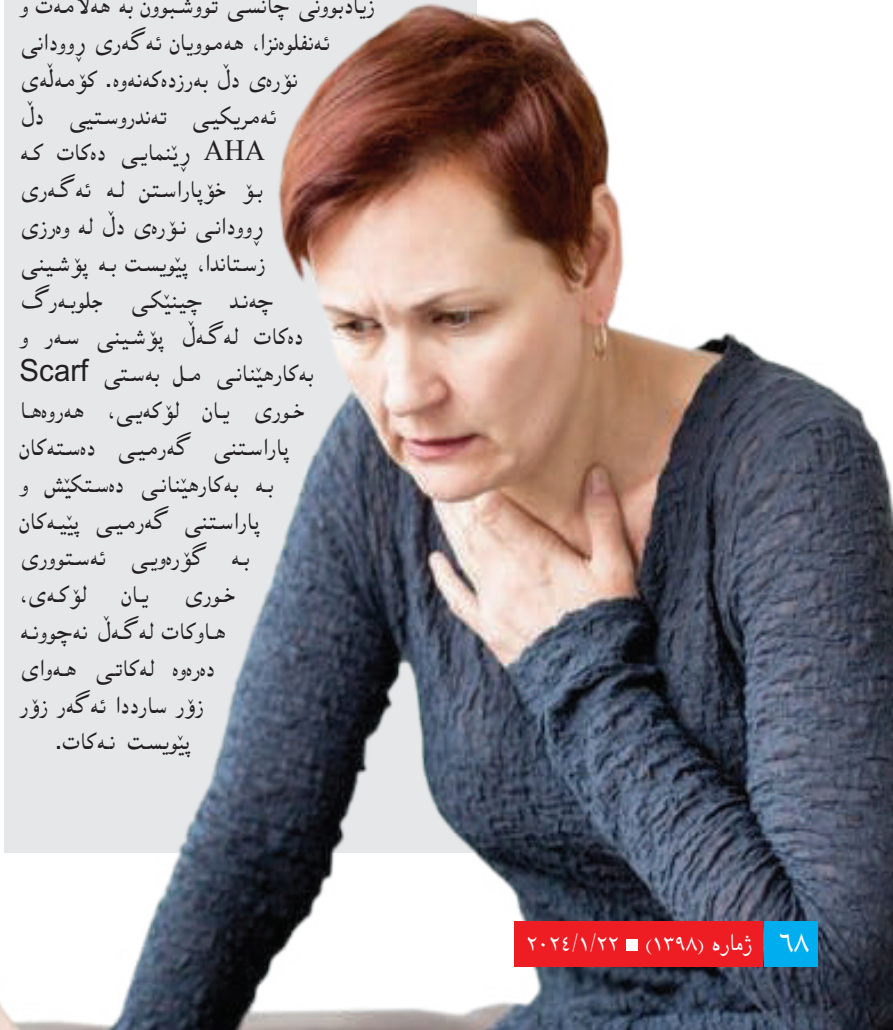 زیادبوونی چانسی تووشبوون بە هەڵامەت و
ئەنفلوەنزا، هەموویان ئەگەری ڕوودانی
نۆرەی دڵ بەرزدەکەنەوە. کۆمەڵەی
ئەمریکیی تەندروستیی دڵ
AHA ڕێنمایی دەکات کە
بۆ خۆپاراستن لە ئەگەری
ڕوودانی نۆرەی دڵ لە وەرزی
زستاندا، پێویست بە پۆشینی
چەند چینێکی جلوبەرگ
دەکات لەگەڵ پۆشینی سەر و
بەکارهێنانی مل بەستی Scarf
خوری یان لۆکەیی، هەروەها
پاراستنی گەرمیی دەستەکان
بە بەکارهێنانی دەستکێش و
پاراستنی گەرمیی پێیەکان
بە گۆرەویی ئەستووری
خوری یان لۆکەی،
هاوکات لەگەڵ نەچوونە
دەرەوە لەکاتی هەوای
زۆر سارددا ئەگەر زۆر
پێویست نەکات.
٦٨ ژمارە (١٣٩٨) ■ ٢٠٢٤/١/٢٢